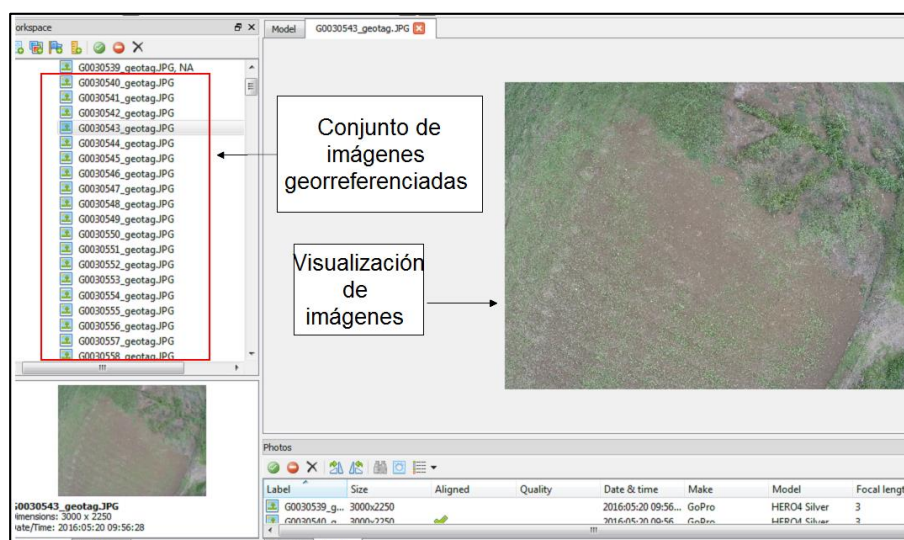 orkspace
Model G0030543_geotag.JPG
G0030539_geotag.JPG, NA
G0030540_geotag.JPG
G0030541_geotag.JPG
G0030542_geotag.JPG
G0030543_geotag.JPG
G0030544_geotag.JPG
G0030545_geotag.JPG
G0030546_geotag.JPG
G0030547_geotag.JPG
G0030548_geotag.JPG
G0030549_geotag.JPG
G0030550_geotag.JPG
G0030551_geotag.JPG
G0030552_geotag.JPG
G0030553_geotag.JPG
G0030554_geotag.JPG
G0030555_geotag.JPG
G0030556_geotag.JPG
G0030557_geotag.JPG
G0030558_geotag.JPG
Conjunto de
imágenes
georreferenciadas
Visualización
de
imágenes
G0030543_geotag.JPG
Dimensions: 3000 x 2250
Date/Time: 2016:05:20 09:56:28
Photos
Label Size Aligned Quality Date & time Make Model Focal lengt
G0030539_g... 3000x2250 2016:05:20 09:56... GoPro HERO4 Silver 3
G0030540_g... 3000x2250 2016:05:20 09:56... GoPro HERO4 Silver 3